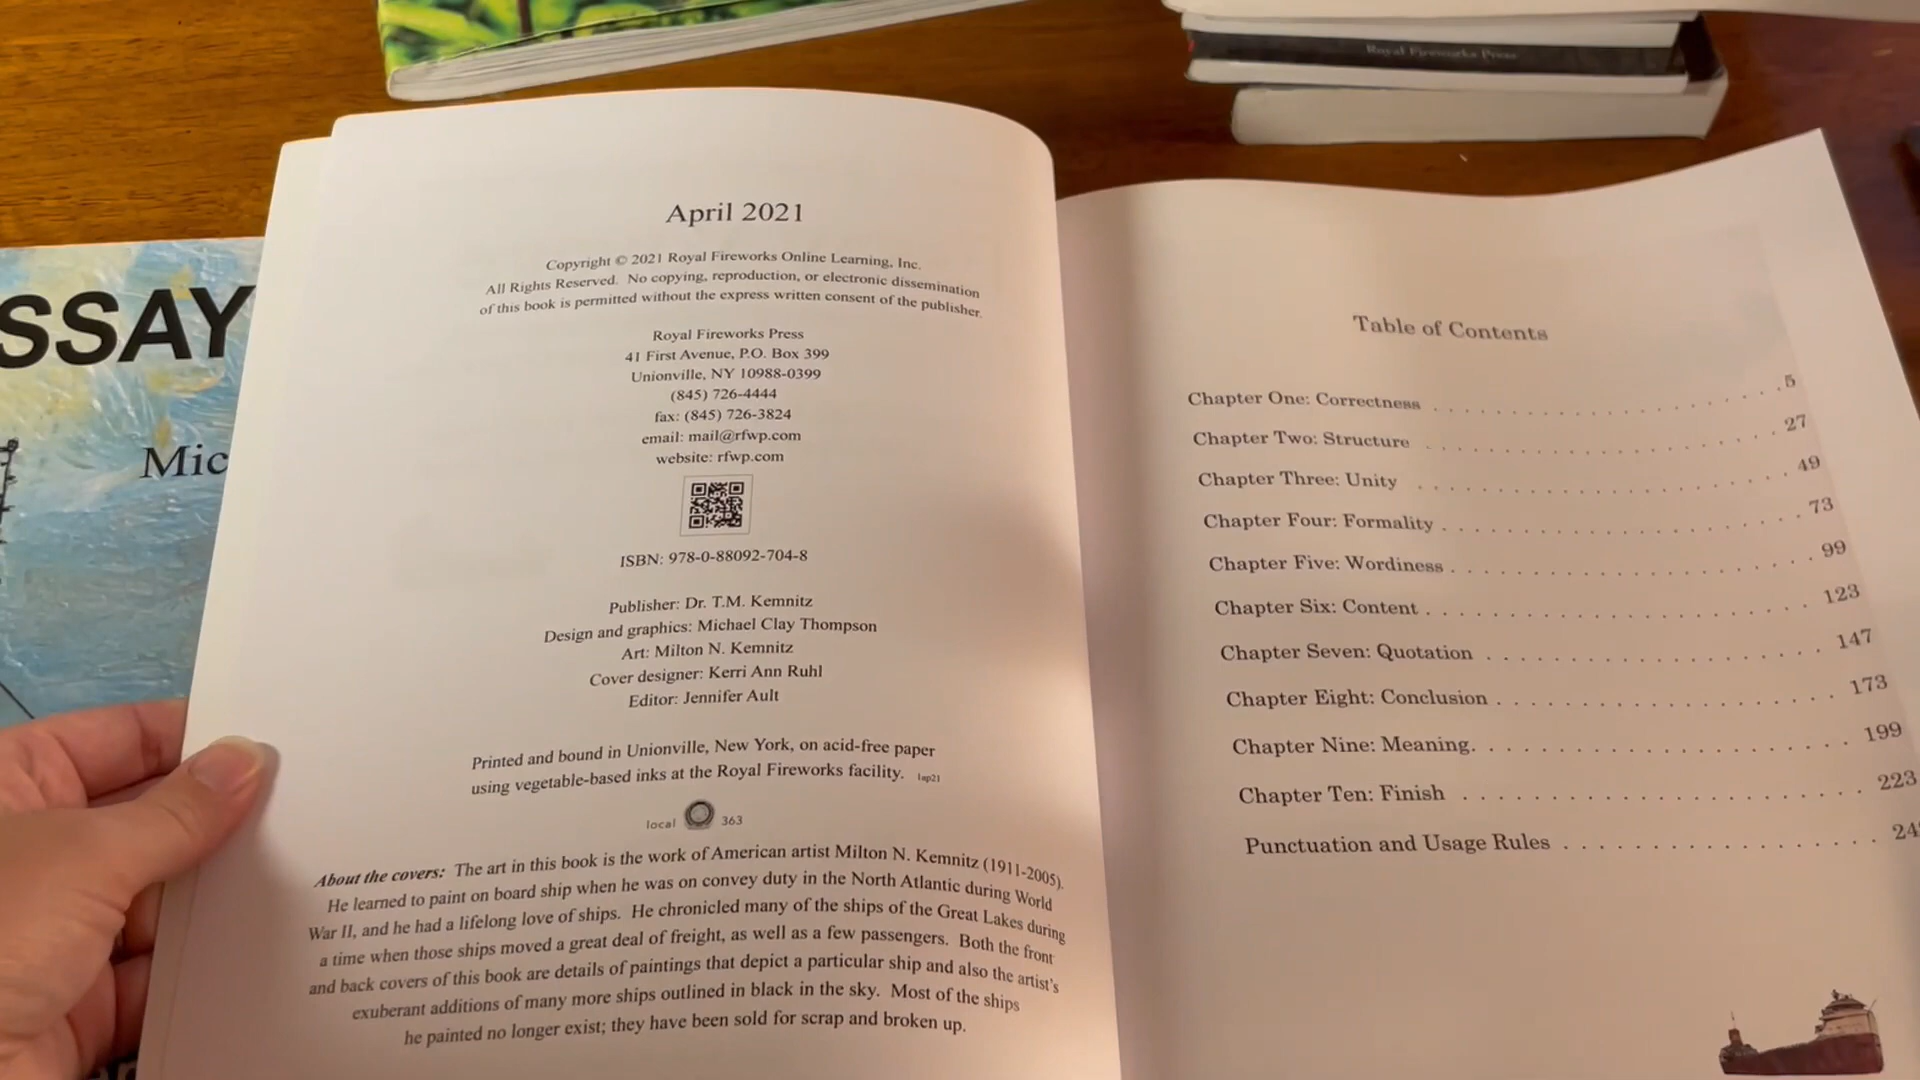 Royal Fireworks Press
SSAY
Mic
April 2021
Copyright © 2021 Royal Fireworks Online Learning, Inc.
All Rights Reserved. No copying, reproduction, or electronic dissemination
of this book is permitted without the express written consent of the publisher.
Royal Fireworks Press
41 First Avenue, P.O. Box 399
Unionville, NY 10988-0399
(845) 726-4444
fax: (845) 726-3824
email: mail@rfwp.com
website: rfwp.com
ISBN: 978-0-88092-704-8
Publisher: Dr. T.M. Kemnitz
Design and graphics: Michael Clay Thompson
Art: Milton N. Kemnitz
Cover designer: Kerri Ann Ruhl
Editor: Jennifer Ault
Printed and bound in Unionville, New York, on acid-free paper
using vegetable-based inks at the Royal Fireworks facility. 1ap21
local 363
About the covers: The art in this book is the work of American artist Milton N. Kemnitz (1911-2005).
He learned to paint on board ship when he was on convey duty in the North Atlantic during World
War II, and he had a lifelong love of ships. He chronicled many of the ships of the Great Lakes during
a time when those ships moved a great deal of freight, as well as a few passengers. Both the front
and back covers of this book are details of paintings that depict a particular ship and also the artist's
exuberant additions of many more ships outlined in black in the sky. Most of the ships
he painted no longer exist; they have been sold for scrap and broken up.
Table of Contents
Chapter One: Correctness . . . . . . . . . . . . . . . . . . . . 5
Chapter Two: Structure . . . . . . . . . . . . . . . . . . . . 27
Chapter Three: Unity . . . . . . . . . . . . . . . . . . . . 49
Chapter Four: Formality . . . . . . . . . . . . . . . . . . . . 73
Chapter Five: Wordiness . . . . . . . . . . . . . . . . . . . . 99
Chapter Six: Content . . . . . . . . . . . . . . . . . . . . 123
Chapter Seven: Quotation . . . . . . . . . . . . . . . . . . 147
Chapter Eight: Conclusion . . . . . . . . . . . . . . . . . . 173
Chapter Nine: Meaning. . . . . . . . . . . . . . . . . . . 199
Chapter Ten: Finish . . . . . . . . . . . . . . . . . . . . 223
Punctuation and Usage Rules . . . . . . . . . . . . . . . . 24